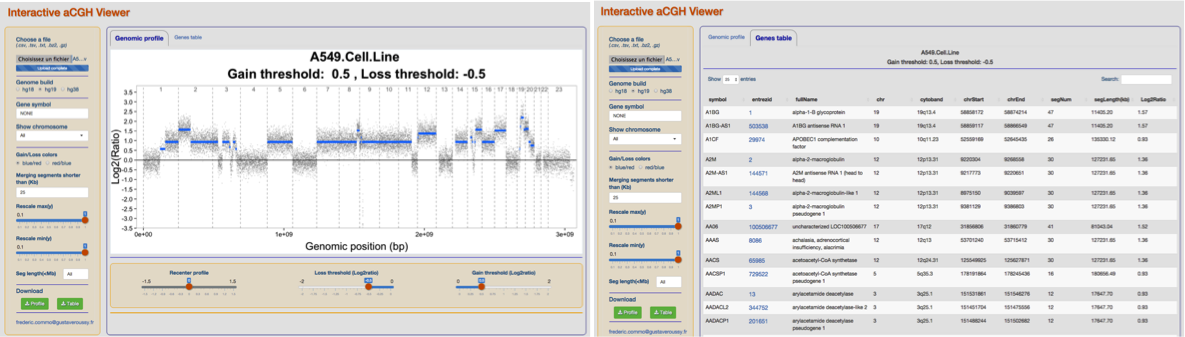 Interactive aCGH Viewer
Choose a file
(.csv, .tsv, .txt, .bz2, .gz)
Choisissez un fichier
Upload complete
Genome build
hg18 hg19 hg38
Gene symbol
NONE
Show chromosome
All
Gain/Loss colors
blue/red red/blue
Merging segments shorter
than (Kb)
25
Rescale max(y)
0.1 1
Rescale min(y)
0.1 1
Seg length(<Mb) All
Download
Profile Table
frederic.commo@gustaveroussy.fr
Genomic profile Genes table
A549.Cell.Line
Gain threshold: 0.5 , Loss threshold: -0.5
1 2 3 4 5 6 7 8 9 10 11 12 13 14 15 16 17 18 19 20 21 22 23
Log2(Ratio)
3.5
3.0
2.5
2.0
1.5
1.0
0.5
0.0
-0.5
-1.0
-1.5
-2.0
-2.5
-3.0
-3.5
0e+00 1e+09 2e+09 3e+09
Genomic position (bp)
Recenter profile
-1.5 0 1.5
Loss threshold (Log2ratio)
-2 -0.5 0
Gain threshold (Log2ratio)
0 0.5 2
Interactive aCGH Viewer
Choose a file
(.csv, .tsv, .txt, .bz2, .gz)
Choisissez un fichier
Upload complete
Genome build
hg18 hg19 hg38
Gene symbol
NONE
Show chromosome
All
Gain/Loss colors
blue/red red/blue
Merging segments shorter
than (Kb)
25
Rescale max(y)
0.1 1
Rescale min(y)
0.1 1
Seg length(<Mb) All
Download
Profile Table
frederic.commo@gustaveroussy.fr
Genomic profile Genes table
A549.Cell.Line
Gain threshold: 0.5, Loss threshold: -0.5
Show 25 entries Search:
symbol entrezid fullName chr cytoband chrStart chrEnd segNum segLength(kb) Log2Ratio
A1BG 1 alpha-1-B glycoprotein 19 19q13.4 58858172 58874214 47 11405.20 1.57
A1BG-AS1 503538 A1BG antisense RNA 1 19 19q13.4 58859117 58866549 47 11405.20 1.57
A1CF 29974 APOBEC1 complementation factor 10 10q11.23 52559169 52645435 26 135330.12 0.93
A2M 2 alpha-2-macroglobulin 12 12p13.31 9220304 9268558 30 127231.65 1.36
A2M-AS1 144571 A2M antisense RNA 1 (head to head) 12 12p13.31 9217773 9220651 30 127231.65 1.36
A2ML1 144568 alpha-2-macroglobulin-like 1 12 12p13.31 8975150 9039597 30 127231.65 1.36
A2MP1 3 alpha-2-macroglobulin pseudogene 1 12 12p13.31 9381129 9386803 30 127231.65 1.36
AA06 100506677 uncharacterized LOC100506677 17 17q12 31856806 31860779 41 81043.04 1.52
AAAS 8086 achalasia, adrenocortical insufficiency, alacrimia 12 12q13 53701240 53715412 30 127231.65 1.36
AACS 65985 acetoacetyl-CoA synthetase 12 12q24.31 125549925 125627871 30 127231.65 1.36
AACSP1 729522 acetoacetyl-CoA synthetase pseudogene 1 5 5q35.3 178191864 178245436 16 180698.49 0.93
AADAC 13 arylacetamide deacetylase 3 3q25.1 151531861 151546276 12 17847.70 0.93
AADACL2 344752 arylacetamide deacetylase-like 2 3 3q25.1 151451704 151475556 12 17847.70 0.93
AADACP1 201651 arylacetamide deacetylase pseudogene 1 3 3q25.1 151488244 151502682 12 17847.70 0.93